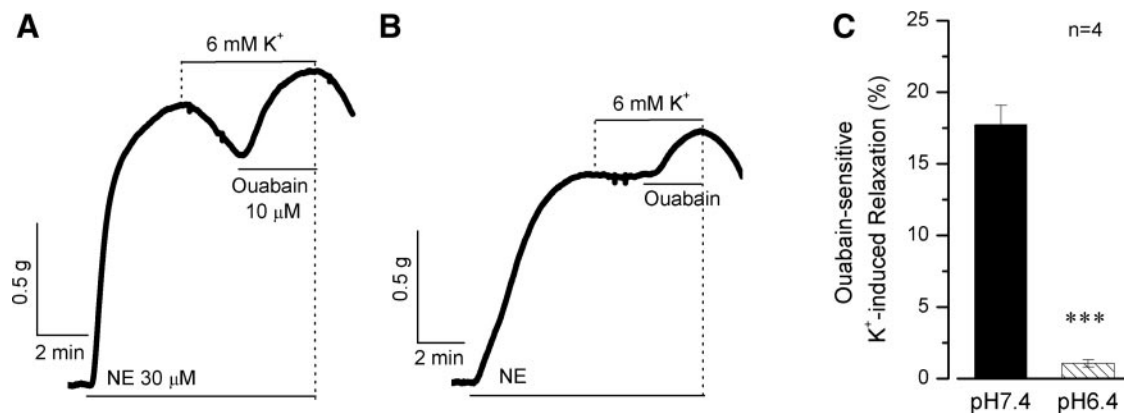 A
6 mM K⁺
Ouabain
10 μM
0.5 g
2 min
NE 30 μM
B
6 mM K⁺
Ouabain
0.5 g
2 min
NE
C
n=4
Ouabain-sensitive
K⁺-induced Relaxation (%)
25
20
15
10
5
0
***
pH7.4 pH6.4